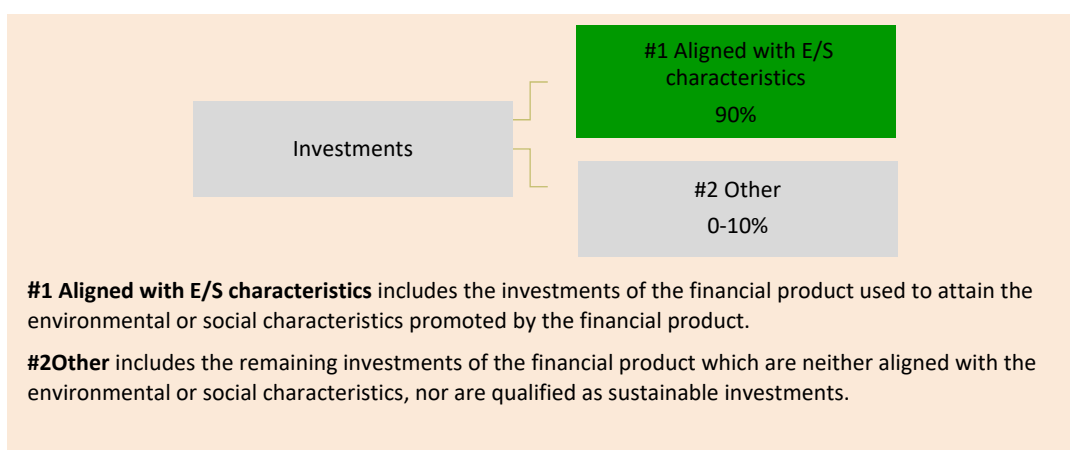 #1 Aligned with E/S
characteristics
90%
Investments
#2 Other
0-10%
#1 Aligned with E/S characteristics includes the investments of the financial product used to attain the
environmental or social characteristics promoted by the financial product.
#2Other includes the remaining investments of the financial product which are neither aligned with the
environmental or social characteristics, nor are qualified as sustainable investments.